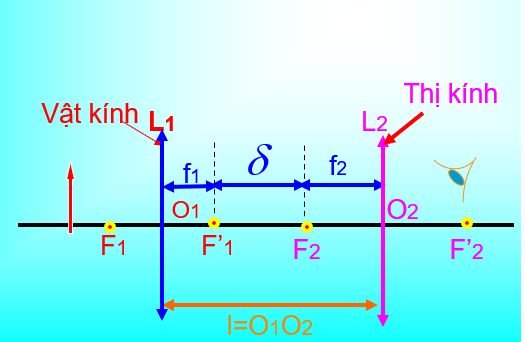 Thị kính
Vật kính
L1
L2
f1
δ
f2
O1
O2
F1
F'1
F2
F'2
l=O1O2